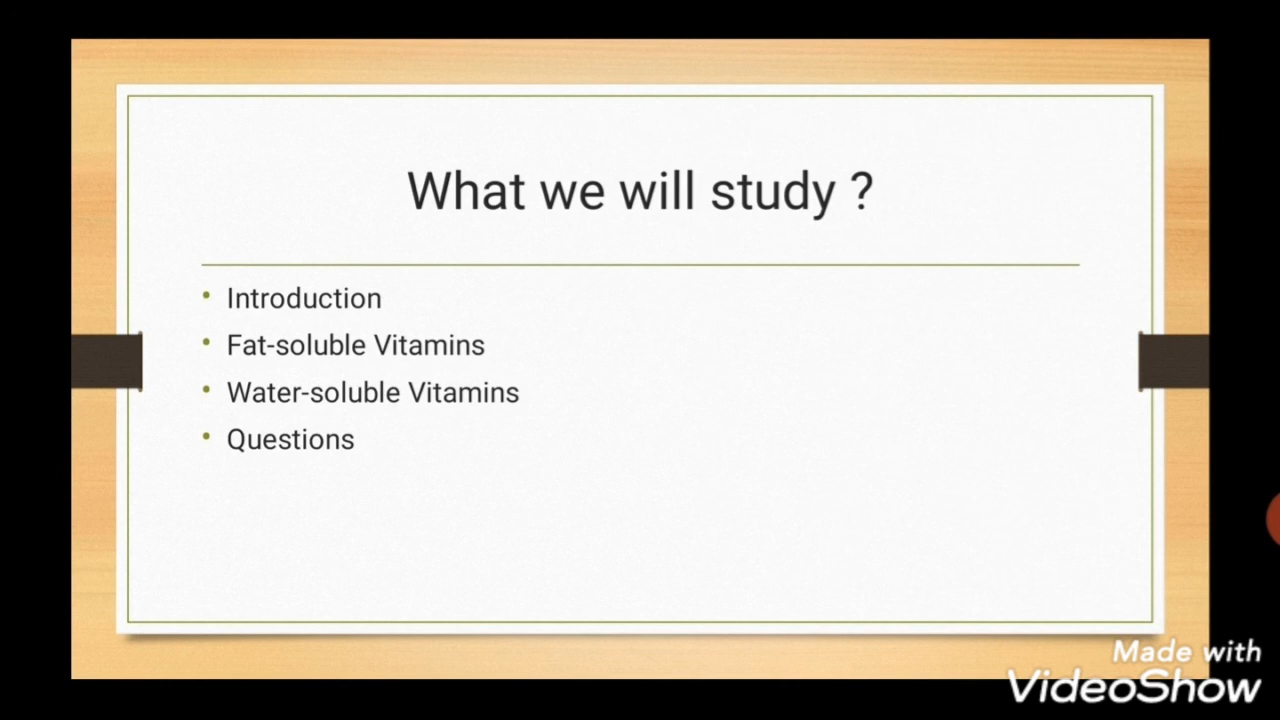 What we will study ?
Introduction
Fat-soluble Vitamins
Water-soluble Vitamins
Questions
Made with
VideoShow